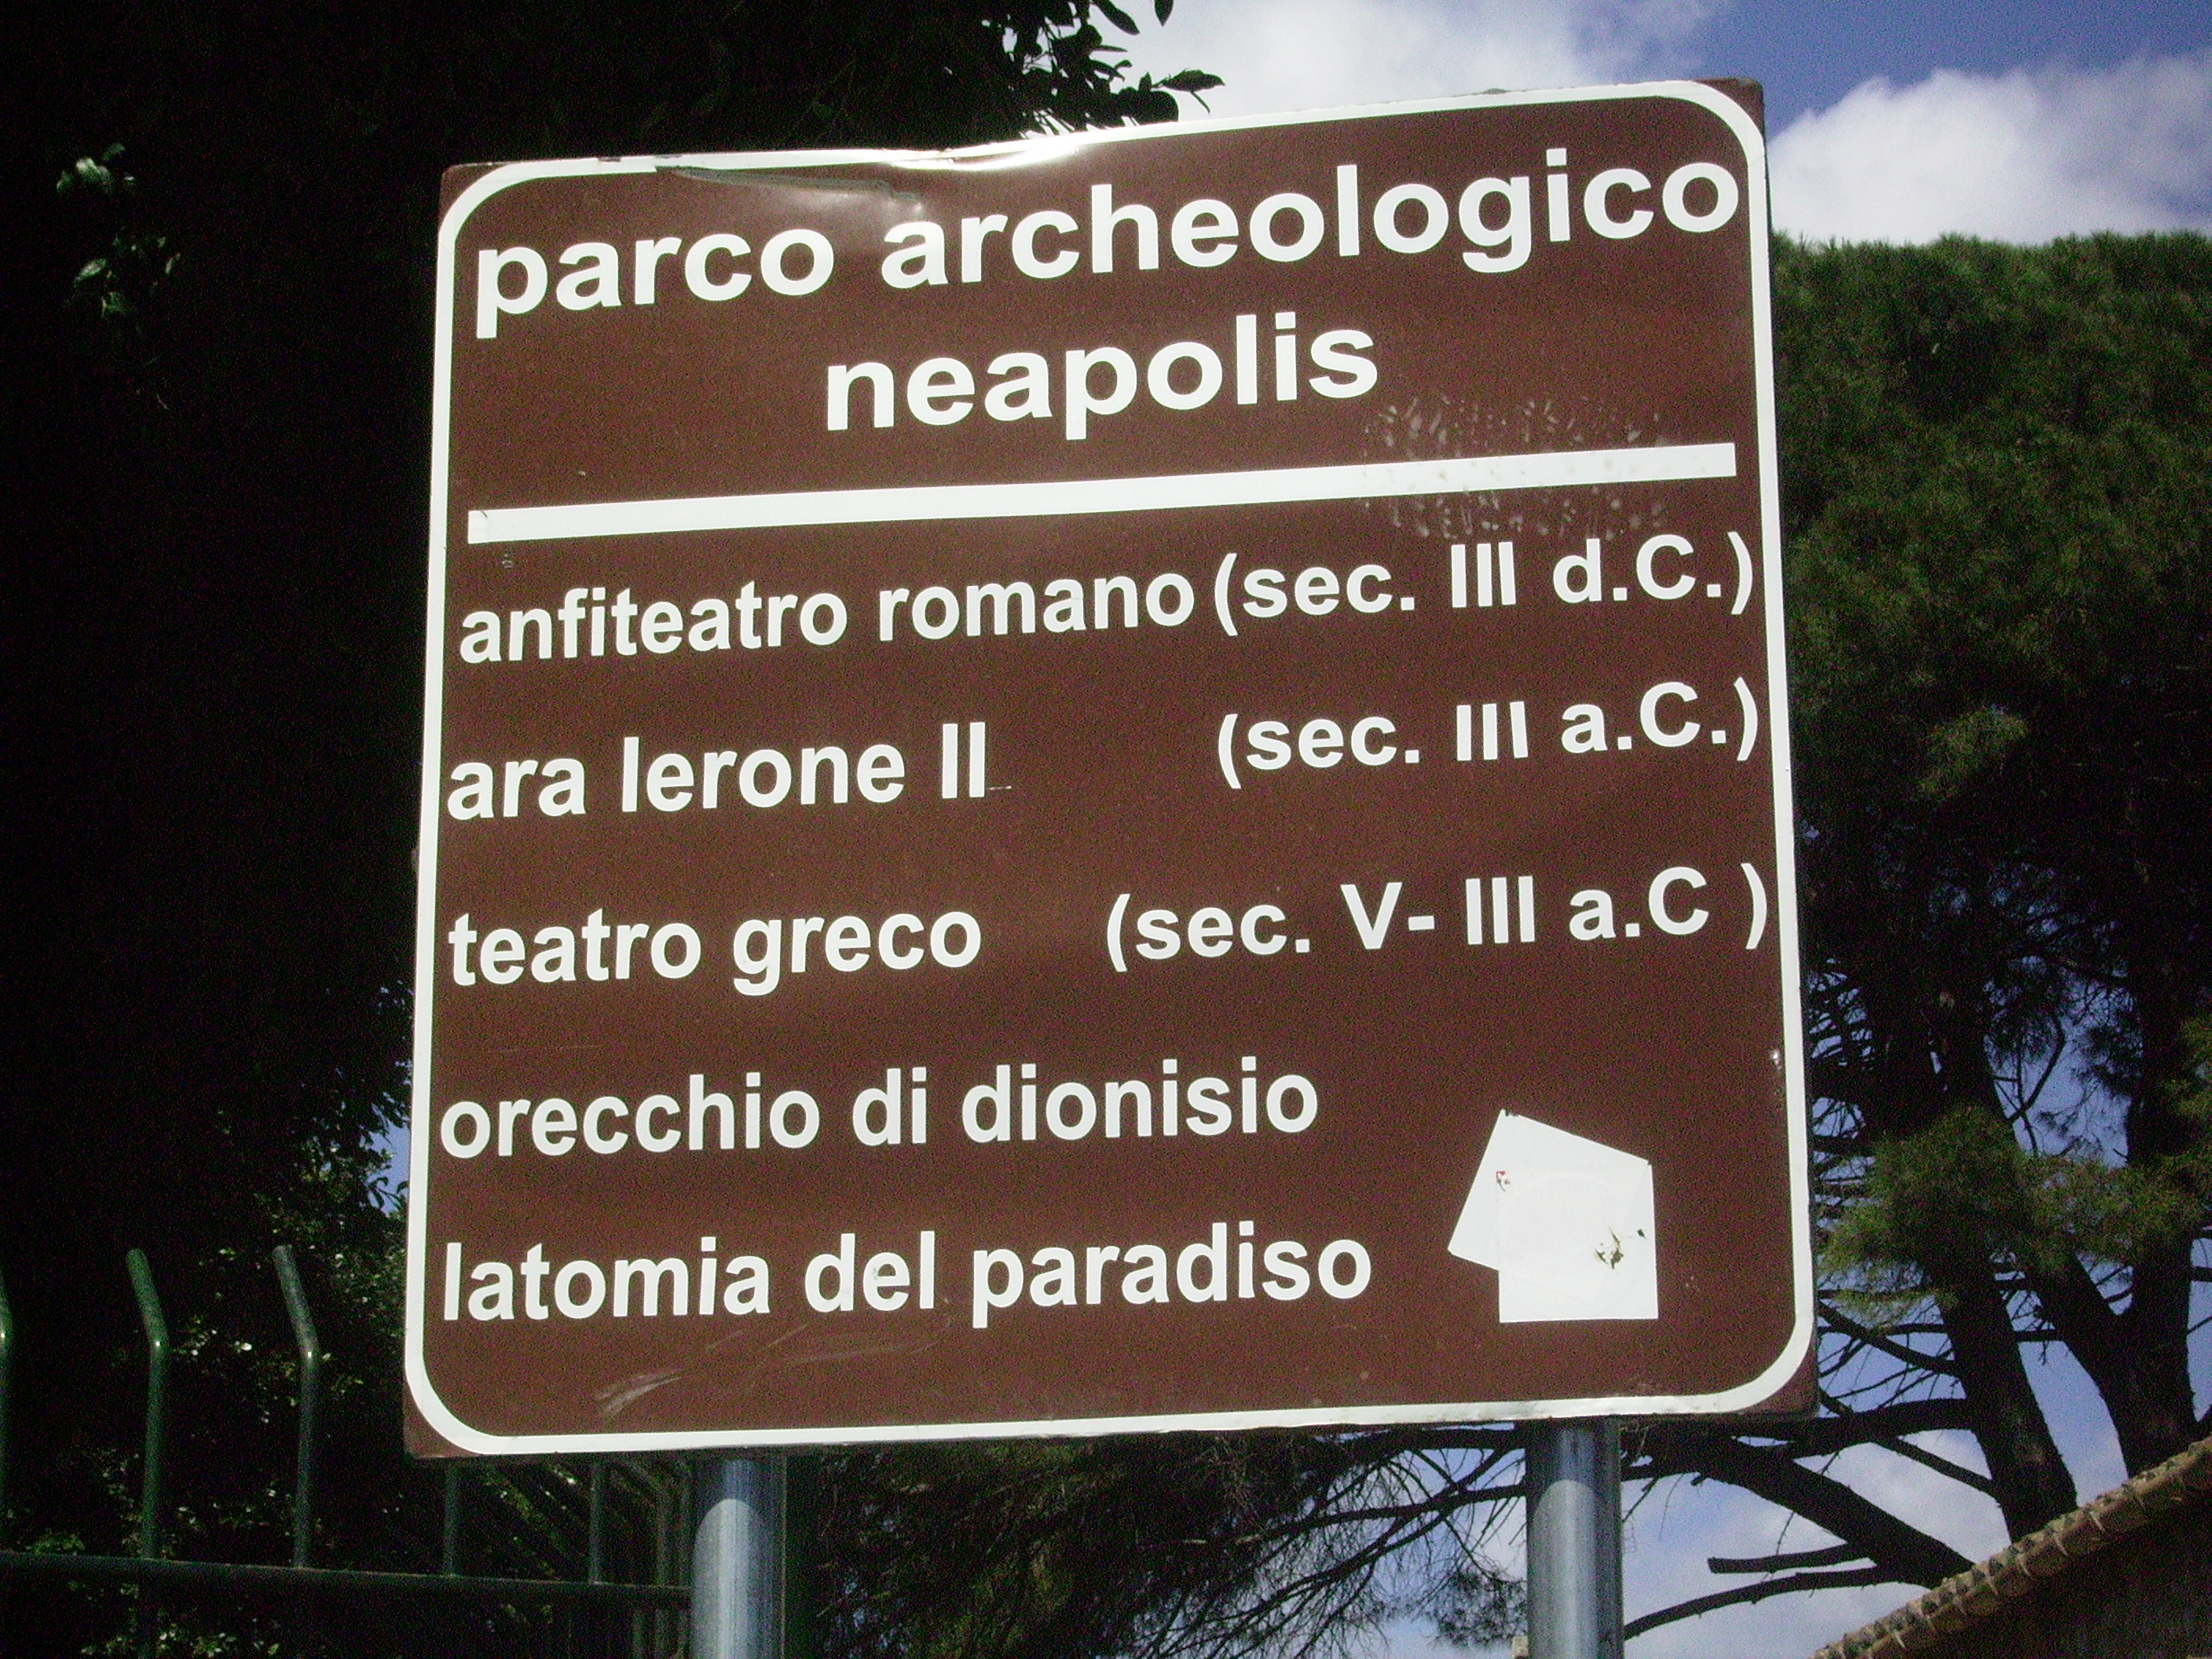 parco archeologico
neapolis
anfiteatro romano (sec. III d.C.)
ara Ierone II (sec. III a.C.)
teatro greco (sec. V- III a.C )
orecchio di dionisio
latomia del paradiso